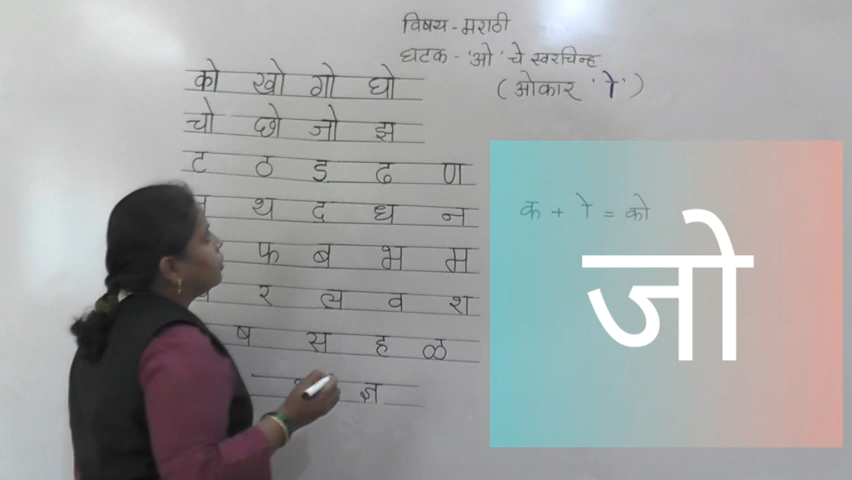 विषय - मराठी
घटक - 'ओ' चे स्वरचिन्ह
(ओकार 'ो')
को खो गो घो
चो छो जो झ
ट ठ ड ढ ण
थ द ध न
फ ब भ म
र ल व श
ष स ह ळ
ज्ञ
क + ो = को
जो